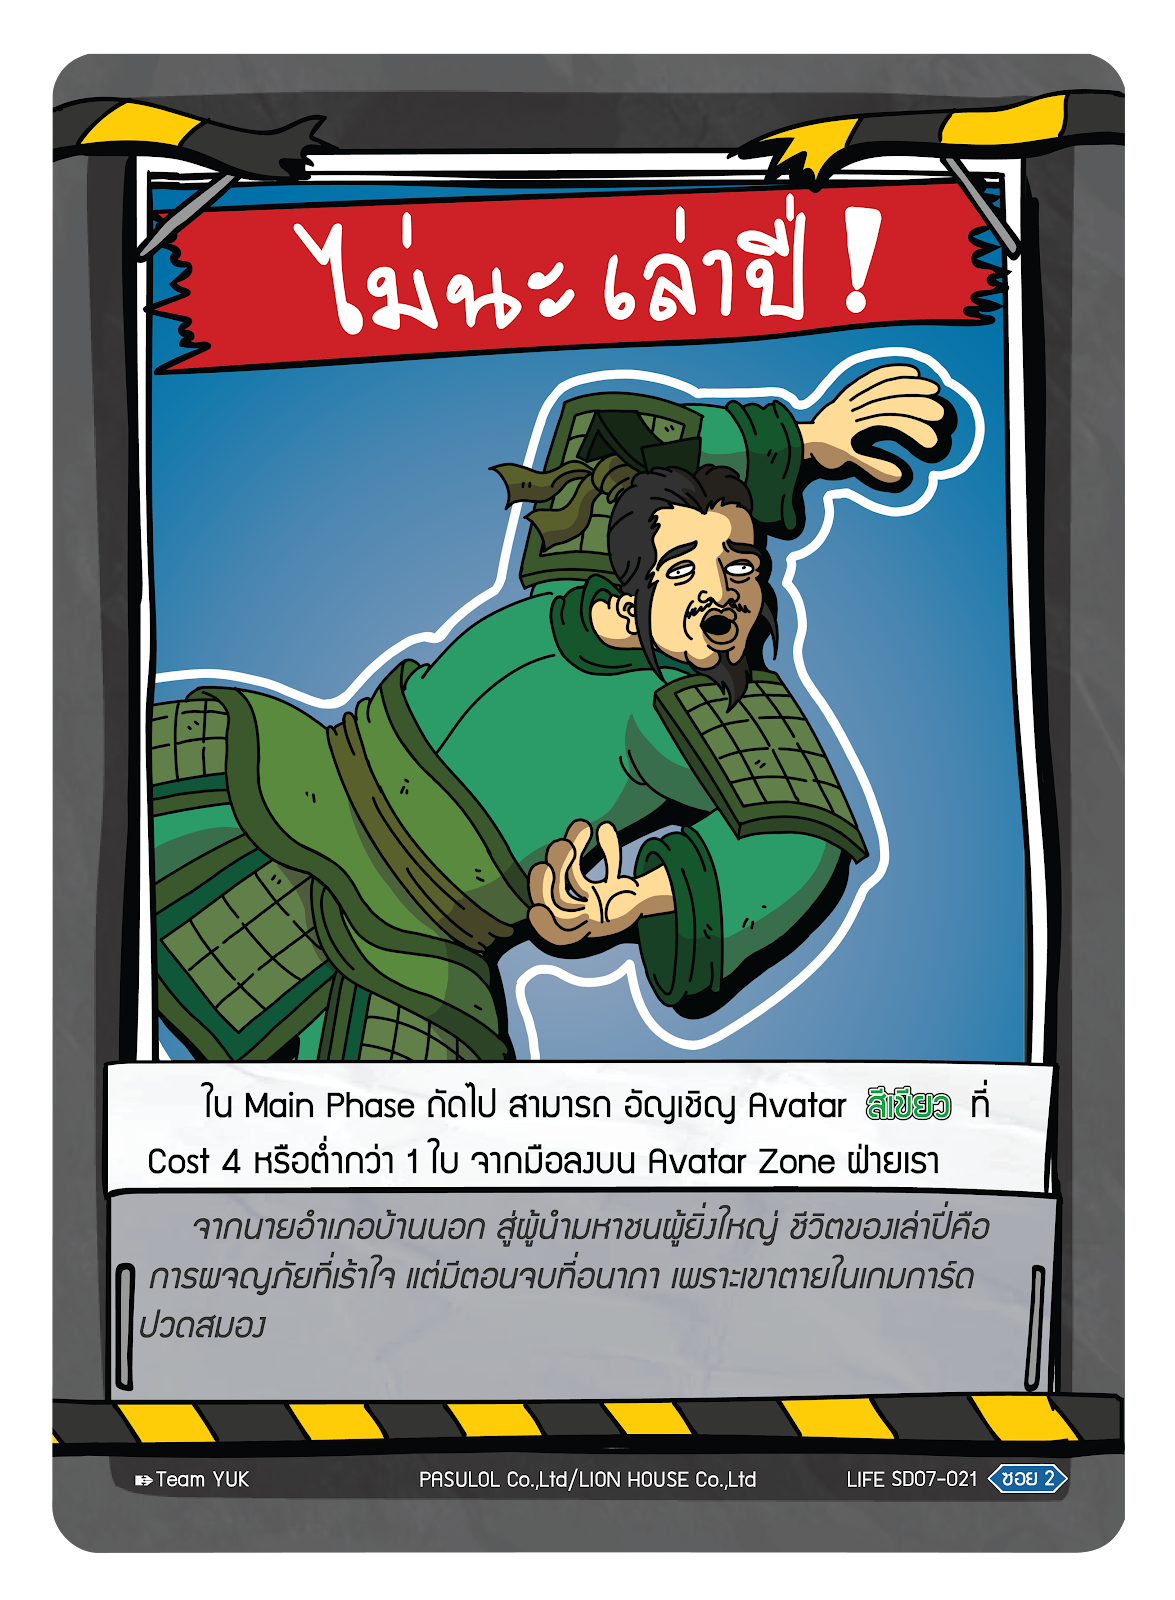 ไม่นะ เล่าปี่ !
ใน Main Phase ถัดไป สามารถ อัญเชิญ Avatar สีเขียว ที่
Cost 4 หรือต่ำกว่า 1 ใบ จากมือลงบน Avatar Zone ฝ่ายเรา
จากนายอำเภอบ้านนอก สู่ผู้นำมหาชนผู้ยิ่งใหญ่ ชีวิตของเล่าปี่คือ
การผจญภัยที่เร้าใจ แต่มีตอนจบที่อนาถา เพราะเขาตายในเกมการ์ด
ปวดสมอง
Team YUK PASULOL Co.,Ltd/LION HOUSE Co.,Ltd LIFE SD07-021 ซอย 2